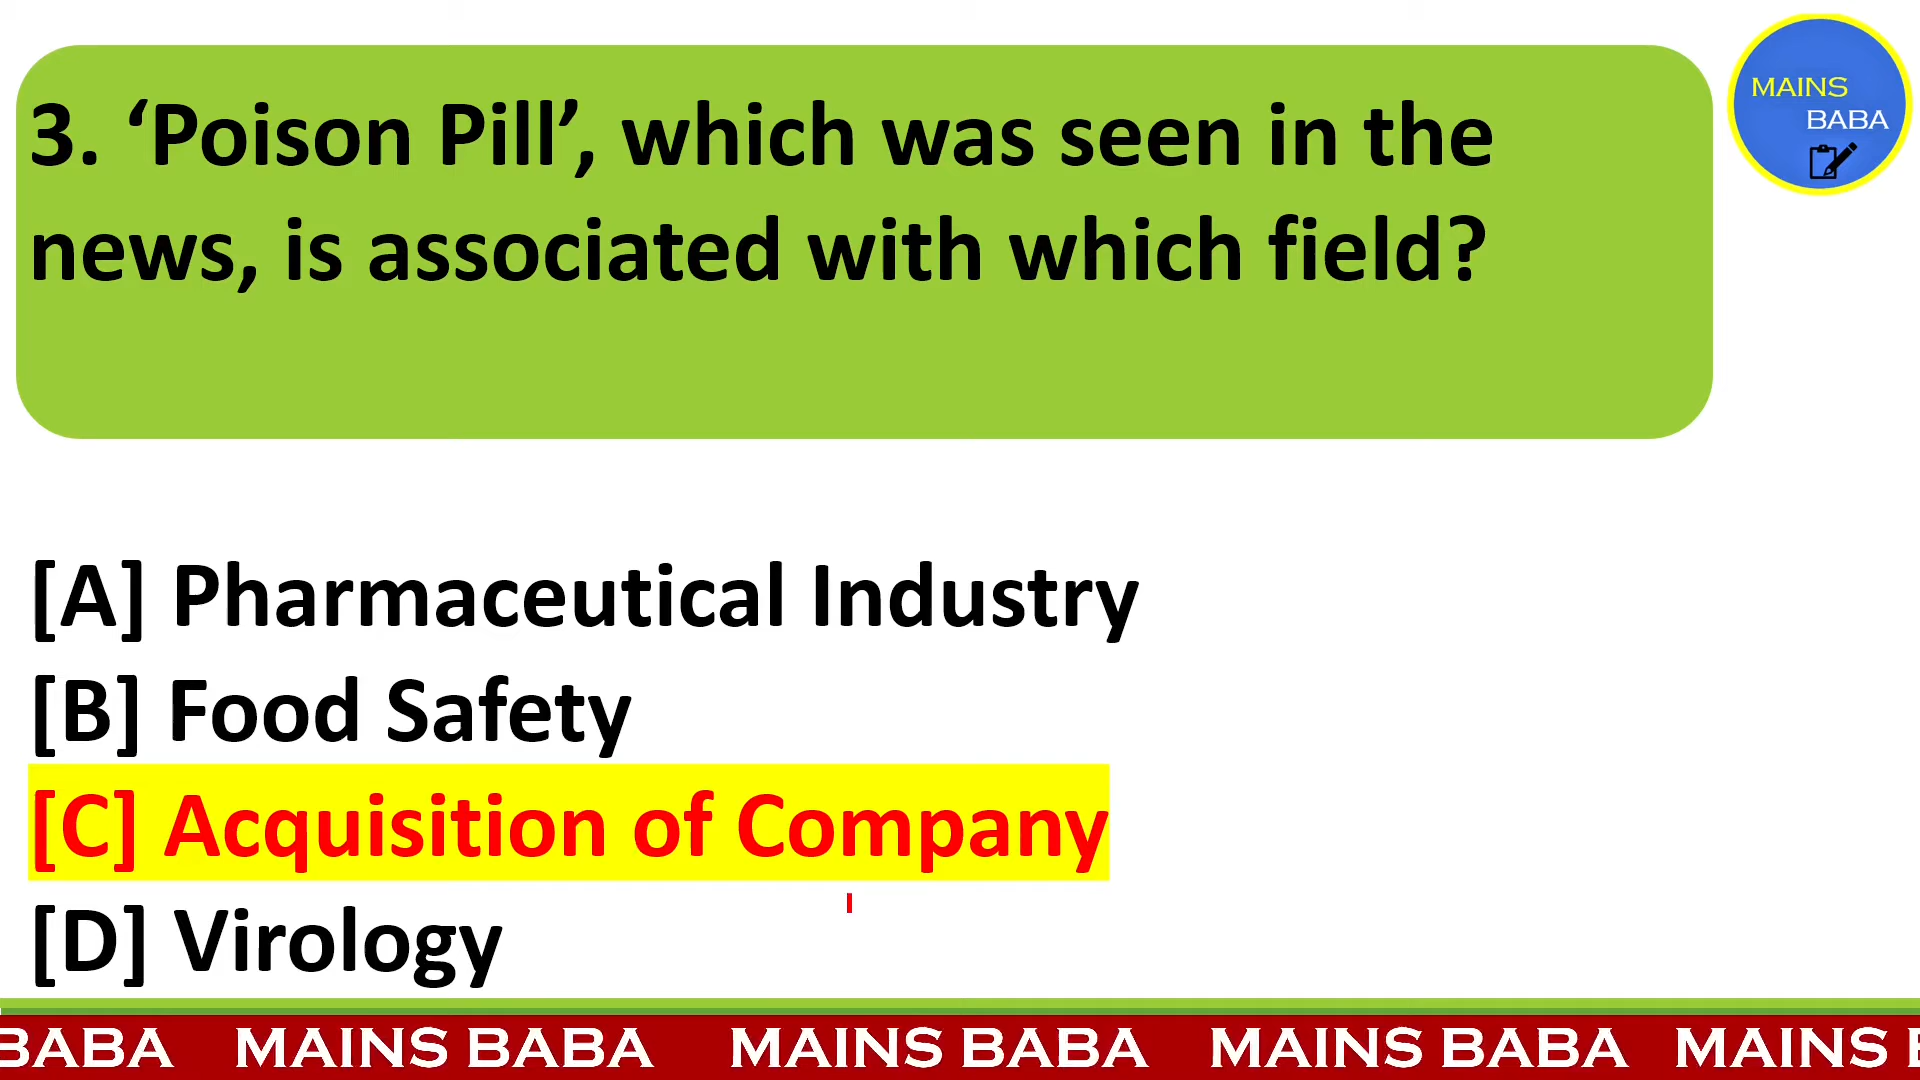 3. ‘Poison Pill’, which was seen in the
news, is associated with which field?
MAINS
BABA
[A] Pharmaceutical Industry
[B] Food Safety
[C] Acquisition of Company
[D] Virology
BABA MAINS BABA MAINS BABA MAINS BABA MAINS B